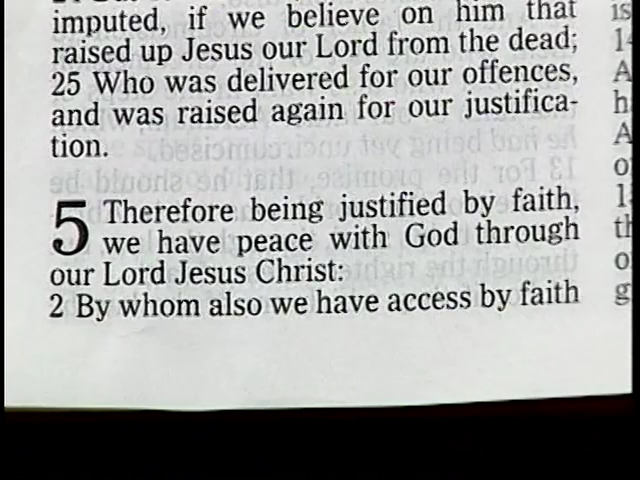 imputed, if we believe on him that
raised up Jesus our Lord from the dead;
25 Who was delivered for our offences,
and was raised again for our justifica-
tion.
5 Therefore being justified by faith,
we have peace with God through
our Lord Jesus Christ:
2 By whom also we have access by faith